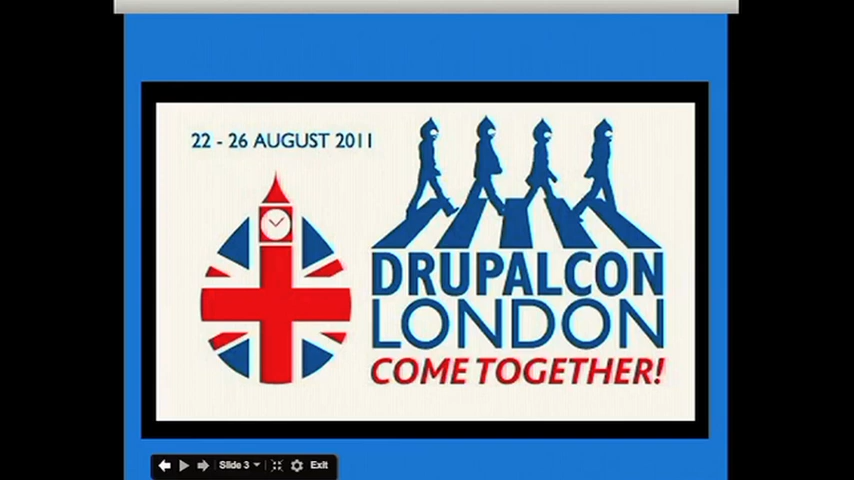 22 - 26 AUGUST 2011
DRUPALCON
LONDON
COME TOGETHER!
Slide 3
Exit